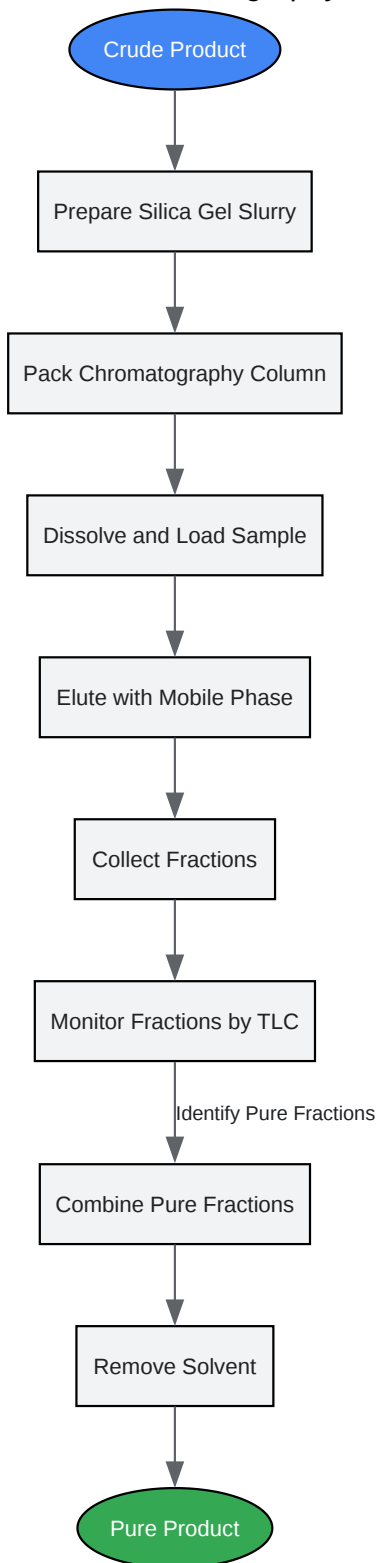 Crude Product
Prepare Silica Gel Slurry
Pack Chromatography Column
Dissolve and Load Sample
Elute with Mobile Phase
Collect Fractions
Monitor Fractions by TLC
Identify Pure Fractions
Combine Pure Fractions
Remove Solvent
Pure Product